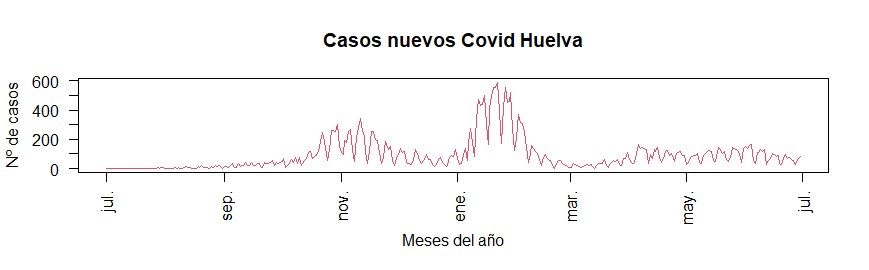 Casos nuevos Covid Huelva
Nº de casos
600
400
200
0
jul.
sep.
nov.
ene.
mar.
may.
jul.
Meses del año